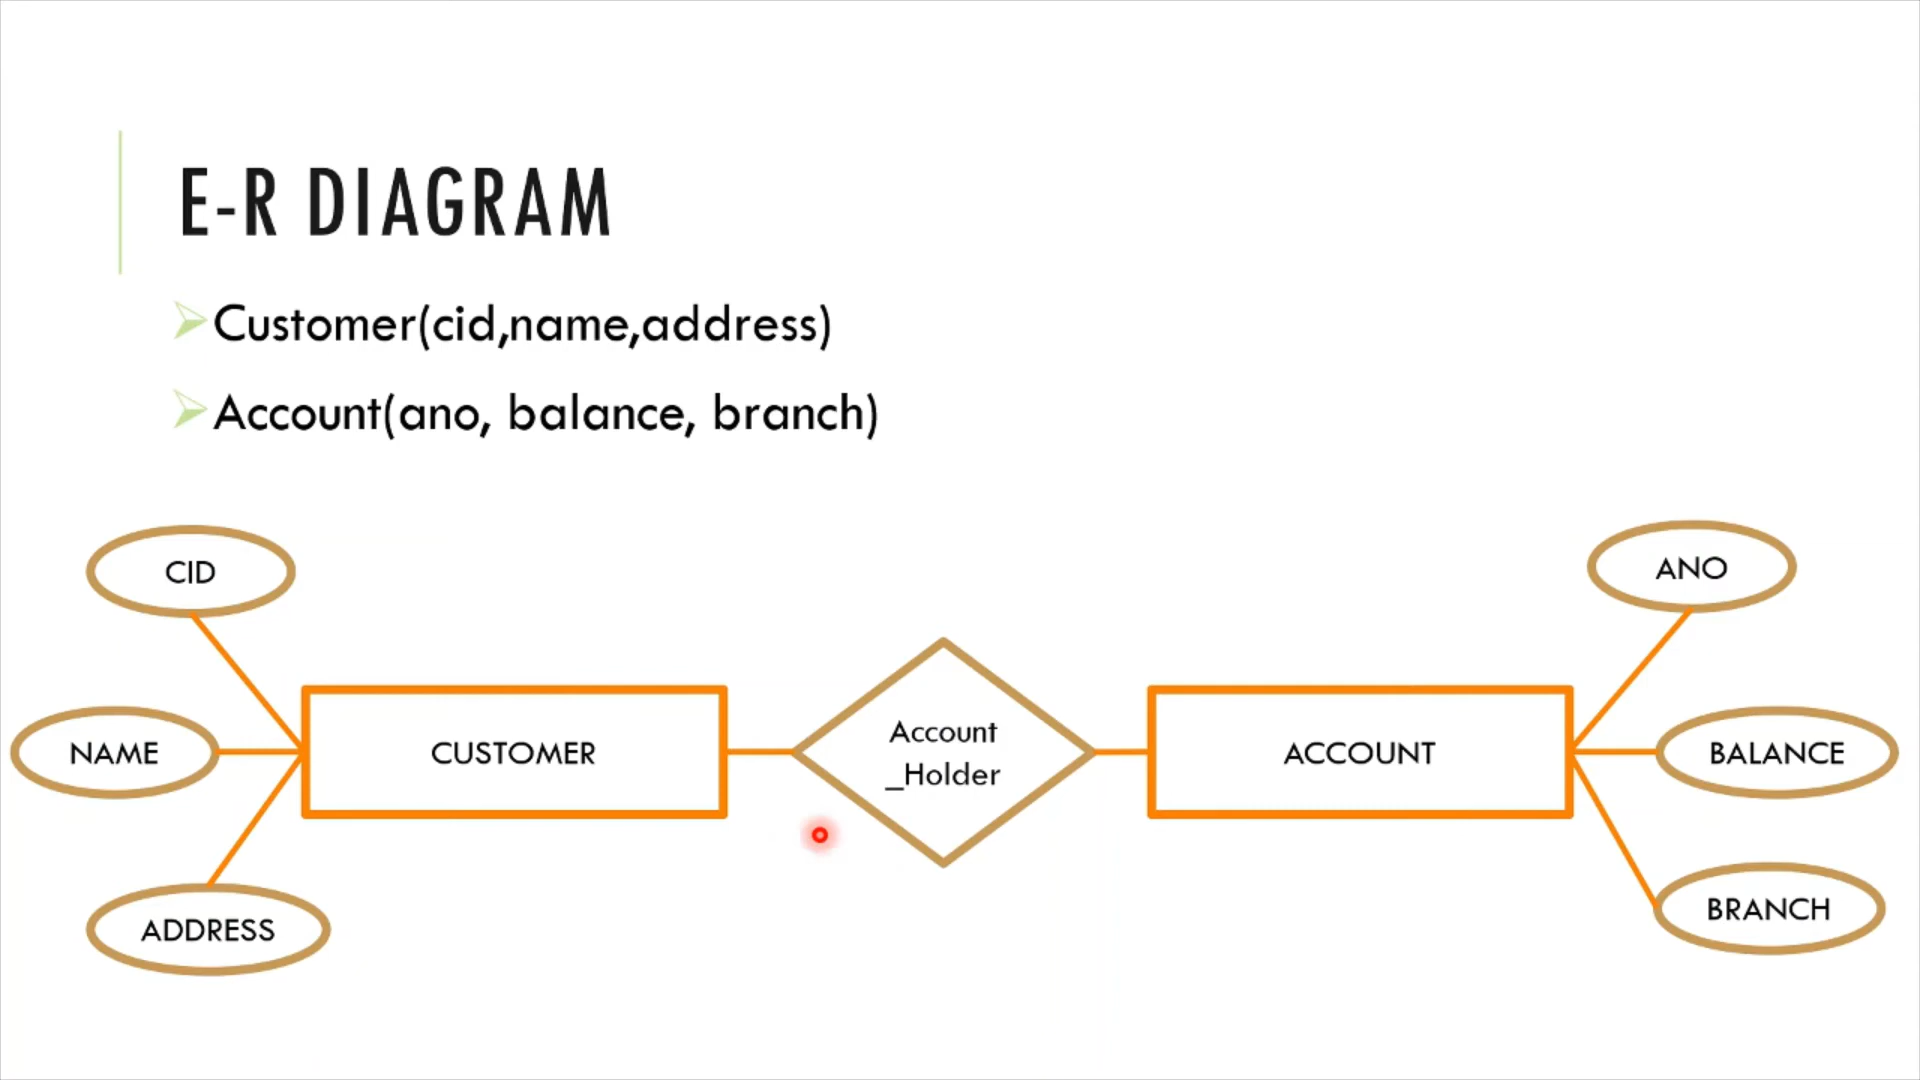 E-R DIAGRAM
Customer(cid,name,address)
Account(ano, balance, branch)
CID
ANO
NAME
CUSTOMER
Account
_Holder
ACCOUNT
BALANCE
ADDRESS
BRANCH